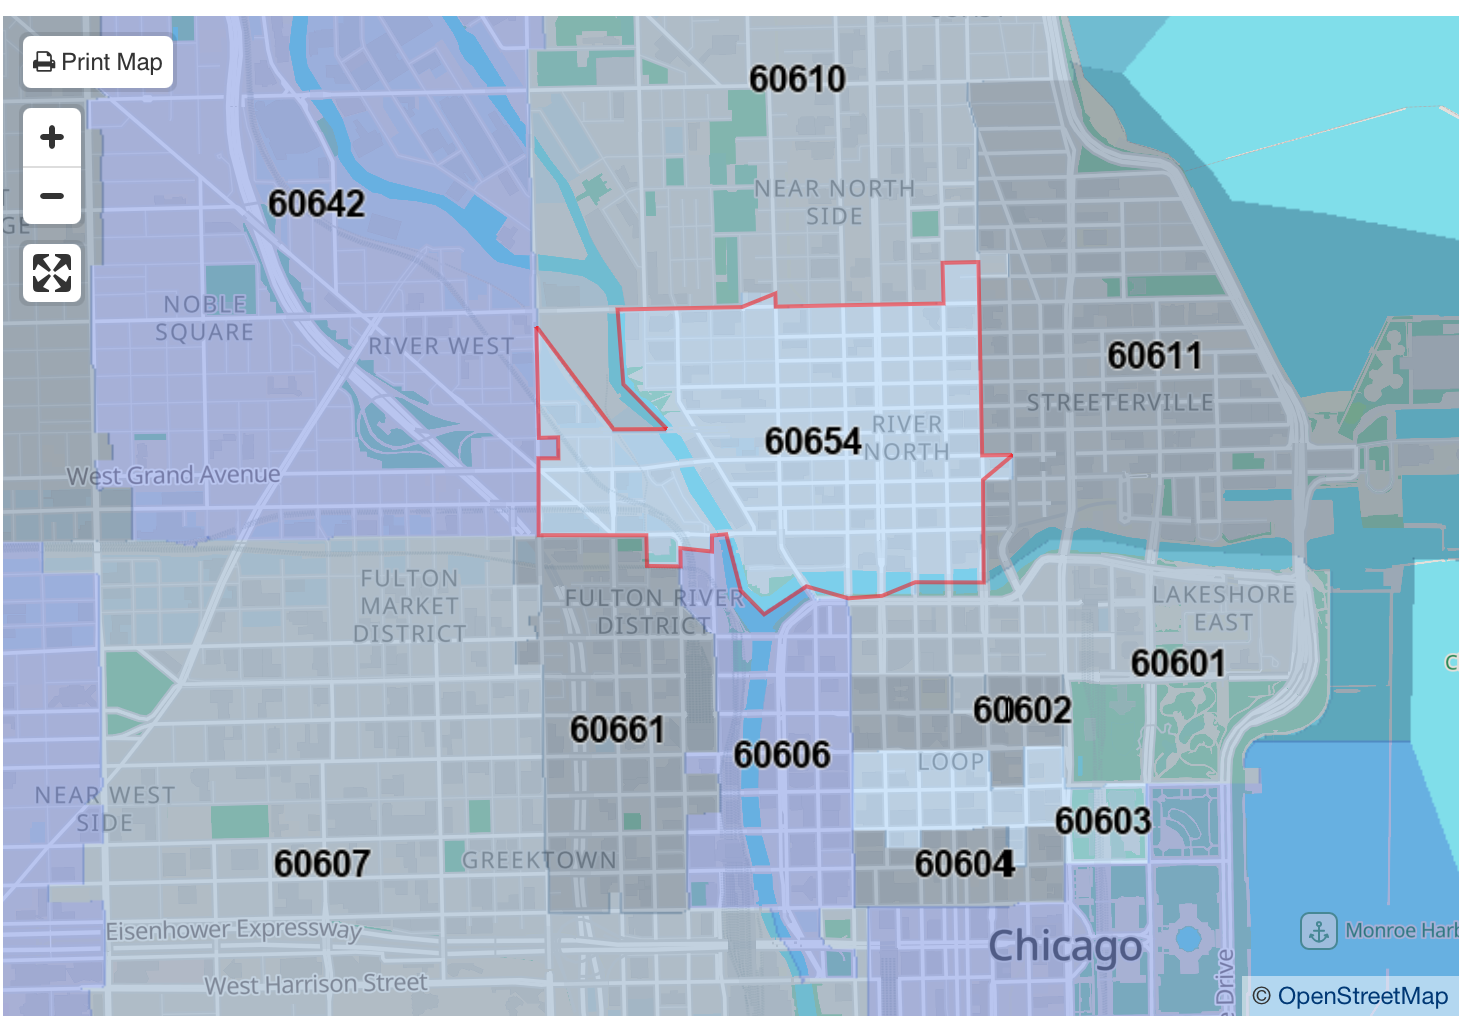 Print Map
60610
+
NEAR NORTH
SIDE
−
60642
GE
NOBLE
SQUARE
RIVER WEST
60611
STREETERVILLE
RIVER
NORTH
60654
West Grand Avenue
FULTON
MARKET
DISTRICT
FULTON RIVER
DISTRICT
LAKESHORE
EAST
60601
60602
60661
60606
LOOP
NEAR WEST
SIDE
60603
60607
GREEKTOWN
60604
Eisenhower Expressway
Chicago
Monroe Harb
West Harrison Street
e Drive
© OpenStreetMap